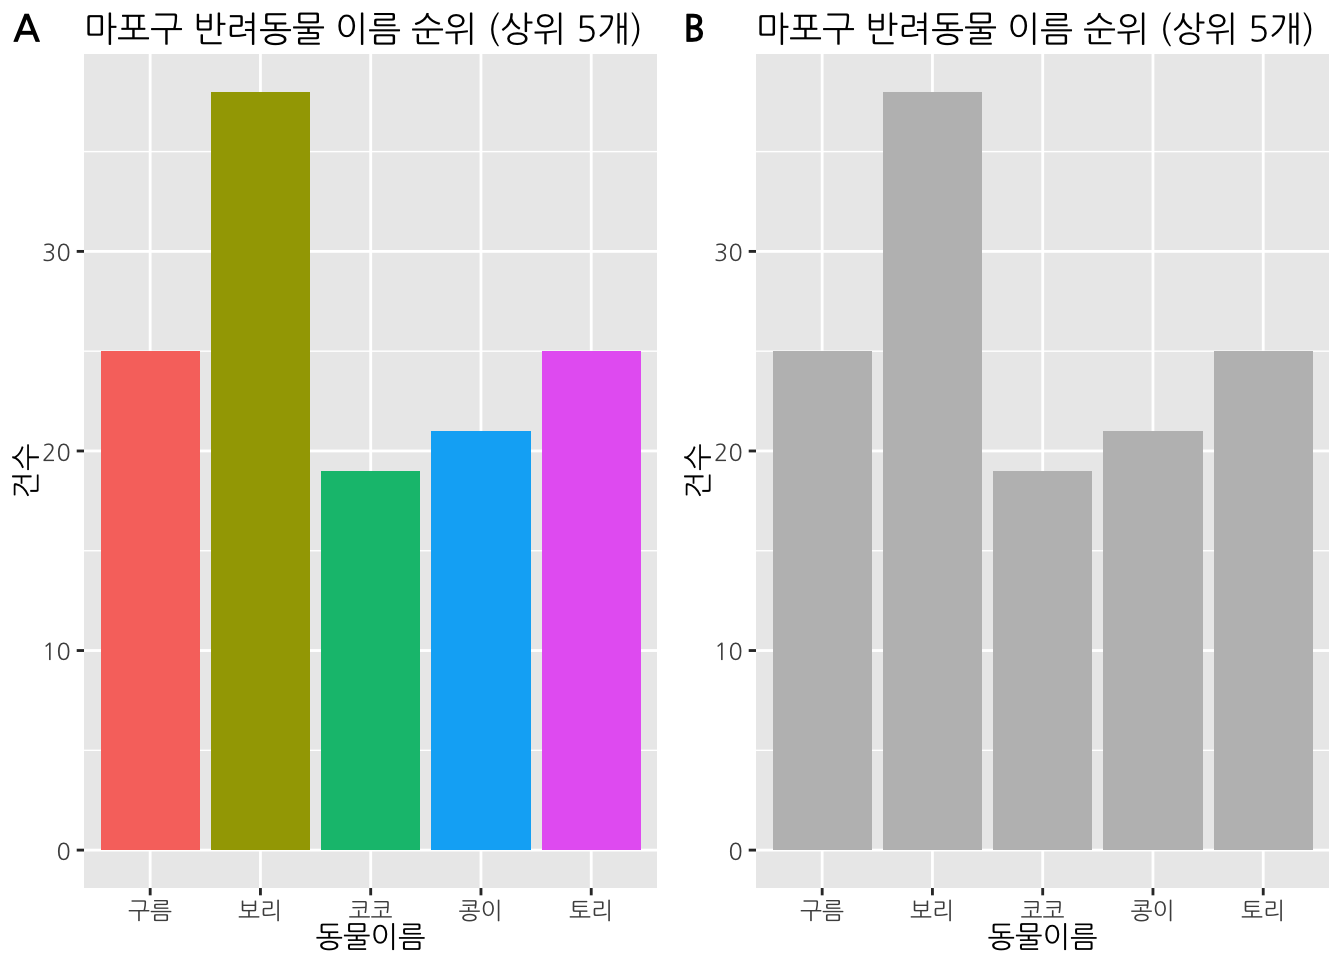 A 마포구 반려동물 이름 순위 (상위 5개)
건수
30
20
10
0
구름 보리 코코 콩이 토리
동물이름
B 마포구 반려동물 이름 순위 (상위 5개)
건수
30
20
10
0
구름 보리 코코 콩이 토리
동물이름